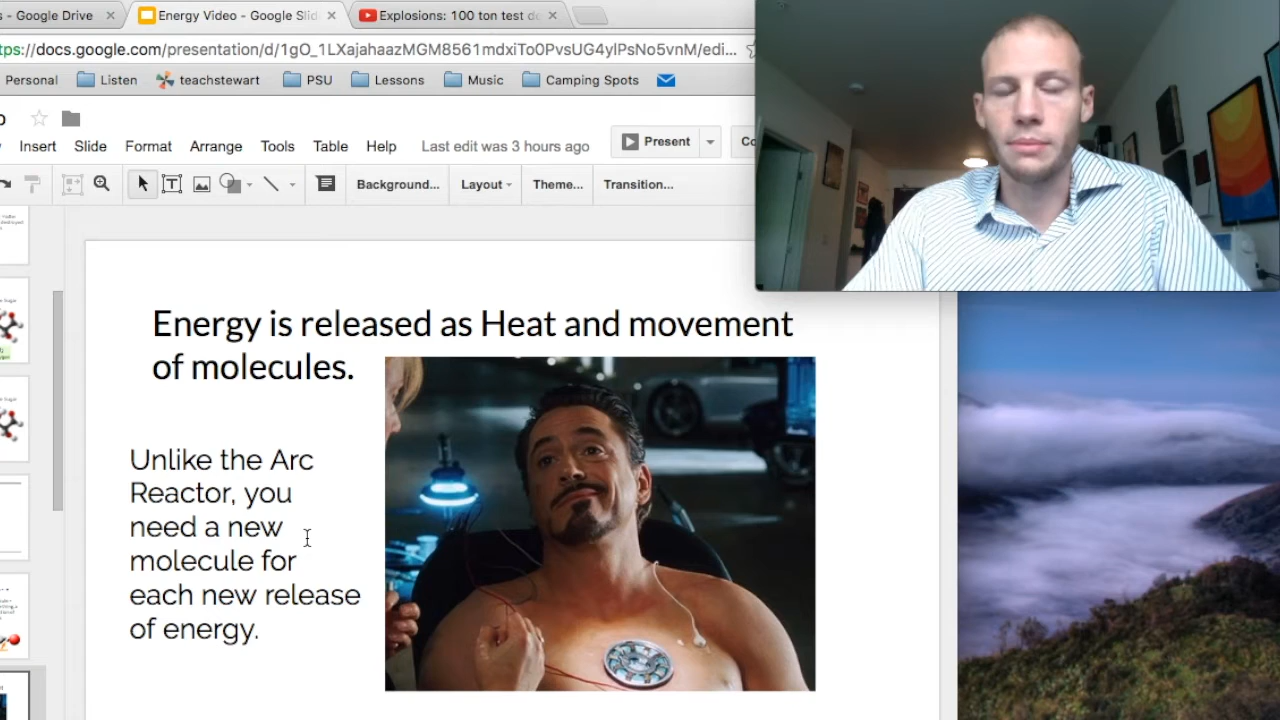 s - Google Drive
Energy Video - Google Slid
Explosions: 100 ton test d
tps://docs.google.com/presentation/d/1gO_1LXajahaazMGM8561mdxiTo0PvsUG4ylPsNo5vnM/edi...
Personal Listen teachstewart PSU Lessons Music Camping Spots
Insert Slide Format Arrange Tools Table Help Last edit was 3 hours ago
Present
Co
Background... Layout Theme... Transition...
Energy is released as Heat and movement
of molecules.
Unlike the Arc
Reactor, you
need a new
molecule for
each new release
of energy.